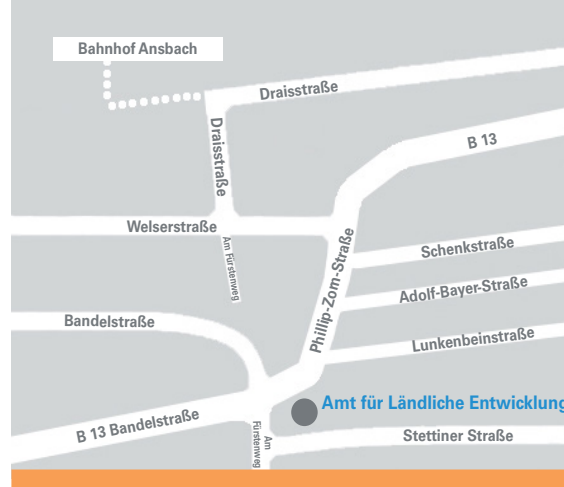 Bahnhof Ansbach
Draisstraße
Draisstraße
B 13
Welserstraße
Am Fürstenweg
Schenkstraße
Phillip-Zorn-Straße
Adolf-Bayer-Straße
Bandelstraße
Lunkenbeinstraße
Amt für Ländliche Entwicklung
B 13 Bandelstraße
Am
Fürstenweg
Stettiner Straße